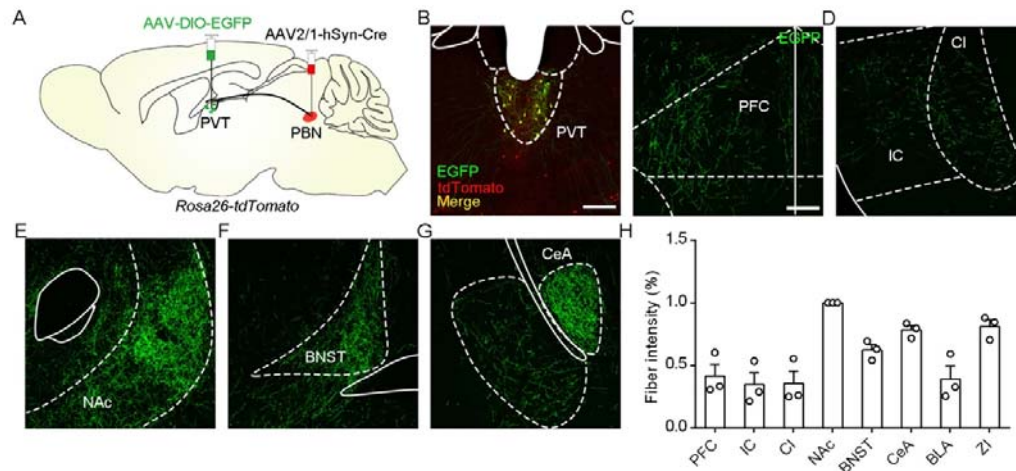 A
AAV-DIO-EGFP
AAV2/1-hSyn-Cre
PVT
PBN
Rosa26-tdTomato
B
PVT
EGFP
tdTomato
Merge
C
EGFP
PFC
D
CI
IC
E
NAc
F
BNST
G
CeA
H
Fiber intensity (%)
1.5
1.0
0.5
0.0
PFC
IC
CI
NAc
BNST
CeA
BLA
ZI